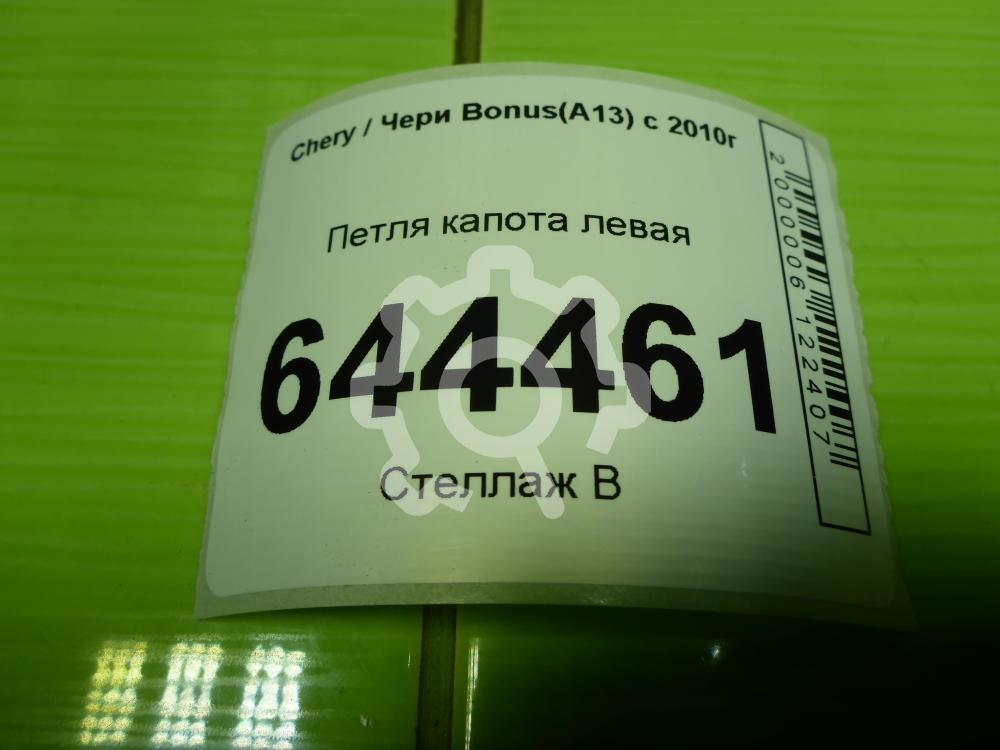 Chery / Чери Bonus(A13) с 2010г
Петля капота левая
644461
Стеллаж В
2000006122407